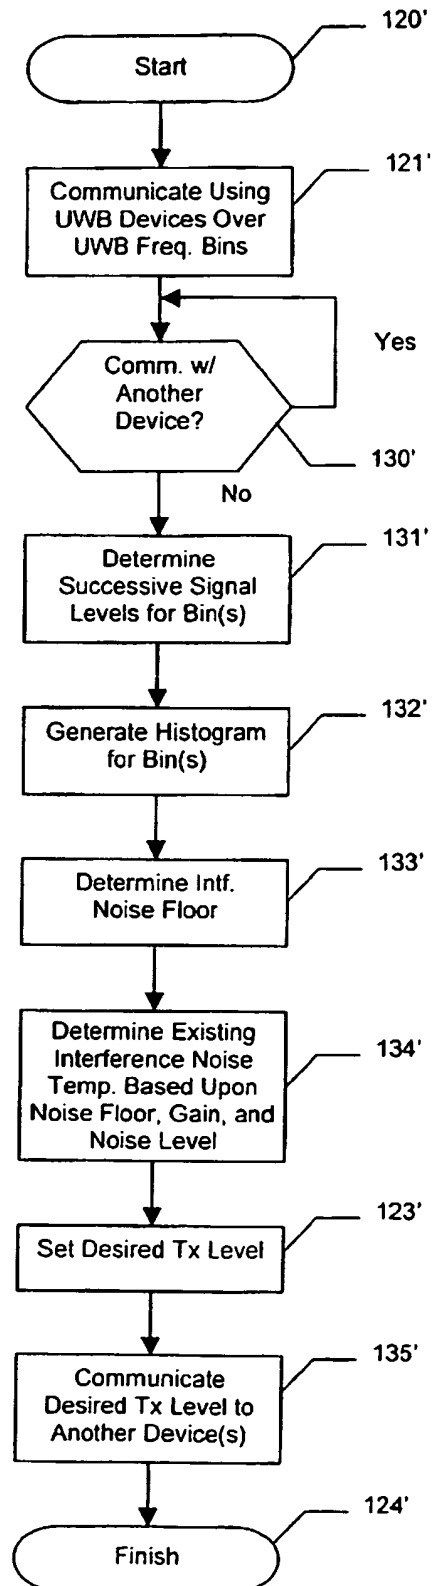 120'
Start
121'
Communicate Using
UWB Devices Over
UWB Freq. Bins
Yes
Comm. w/
Another
Device?
130'
No
131'
Determine
Successive Signal
Levels for Bin(s)
132'
Generate Histogram
for Bin(s)
133'
Determine Intf.
Noise Floor
134'
Determine Existing
Interference Noise
Temp. Based Upon
Noise Floor, Gain, and
Noise Level
123'
Set Desired Tx Level
135'
Communicate
Desired Tx Level to
Another Device(s)
124'
Finish